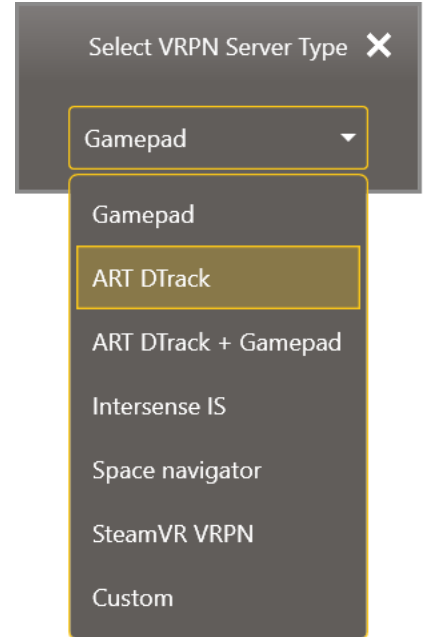 Select VRPN Server Type
Gamepad
Gamepad
ART DTrack
ART DTrack + Gamepad
Intersense IS
Space navigator
SteamVR VRPN
Custom